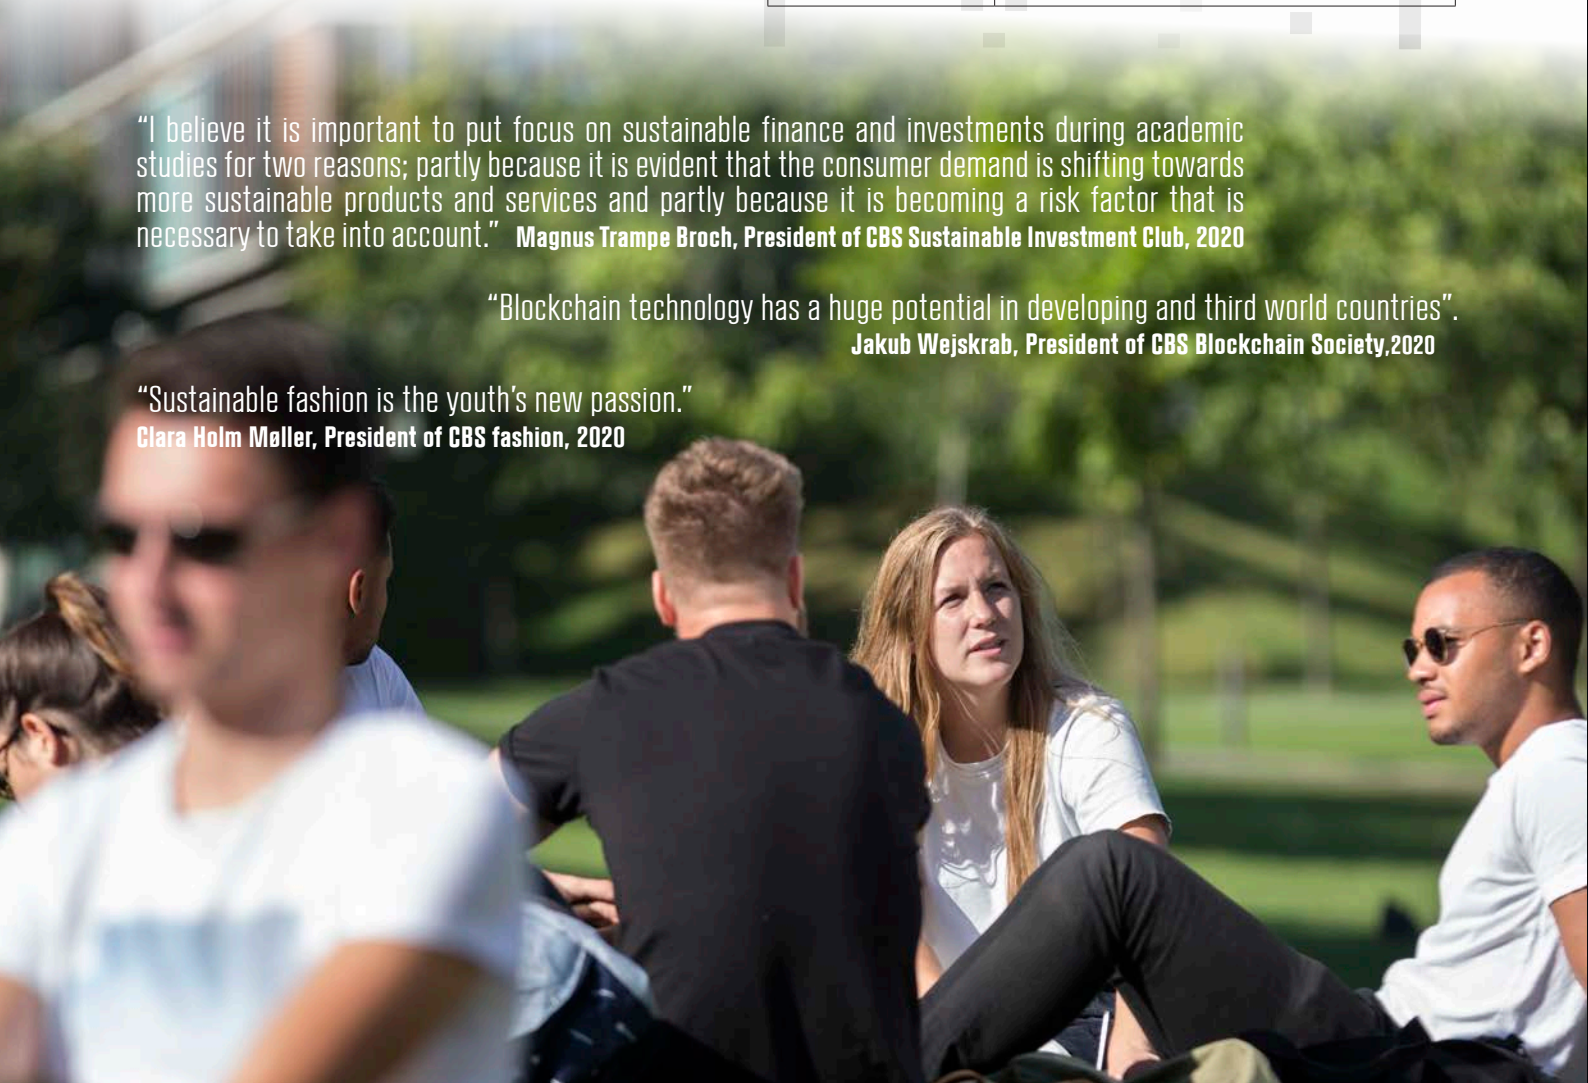 “I believe it is important to put focus on sustainable finance and investments during academic
studies for two reasons; partly because it is evident that the consumer demand is shifting towards
more sustainable products and services and partly because it is becoming a risk factor that is
necessary to take into account.” Magnus Trampe Broch, President of CBS Sustainable Investment Club, 2020
“Blockchain technology has a huge potential in developing and third world countries”.
Jakub Wejskrab, President of CBS Blockchain Society,2020
“Sustainable fashion is the youth’s new passion.”
Clara Holm Møller, President of CBS fashion, 2020